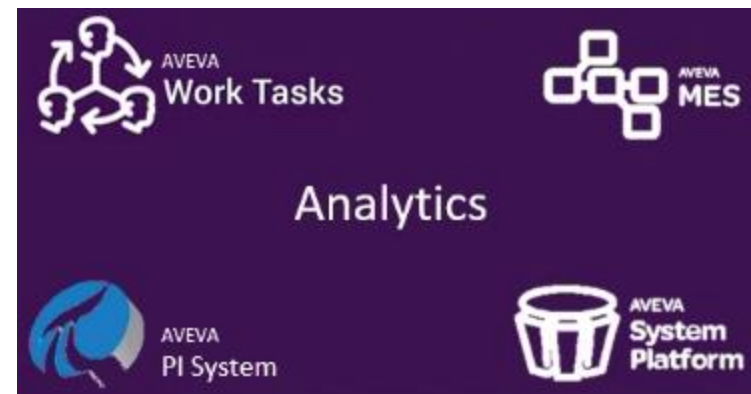 AVEVA
Work Tasks
AVEVA
MES
Analytics
AVEVA
PI System
AVEVA
System
Platform